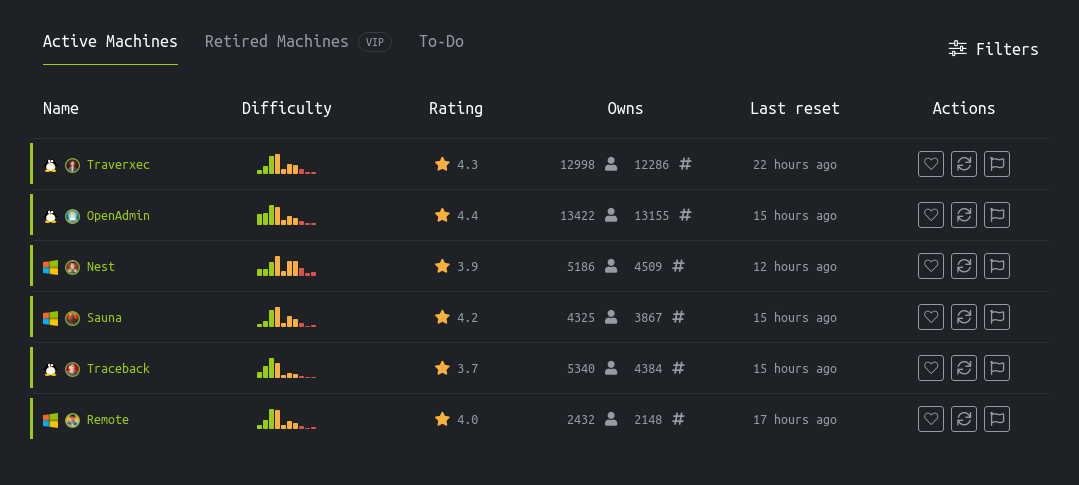 Active Machines Retired Machines VIP To-Do Filters
Name Difficulty Rating Owns Last reset Actions
Traverxec 4.3 12998 12286 # 22 hours ago
OpenAdmin 4.4 13422 13155 # 15 hours ago
Nest 3.9 5186 4509 # 12 hours ago
Sauna 4.2 4325 3867 # 15 hours ago
Traceback 3.7 5340 4384 # 15 hours ago
Remote 4.0 2432 2148 # 17 hours ago